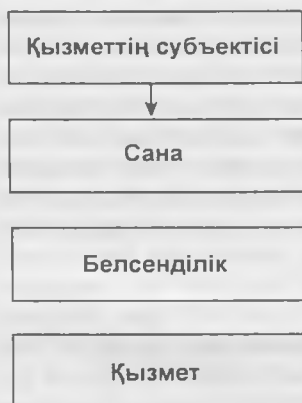 Қызметтің субъектісі
Сана
Белсенділік
Қызмет